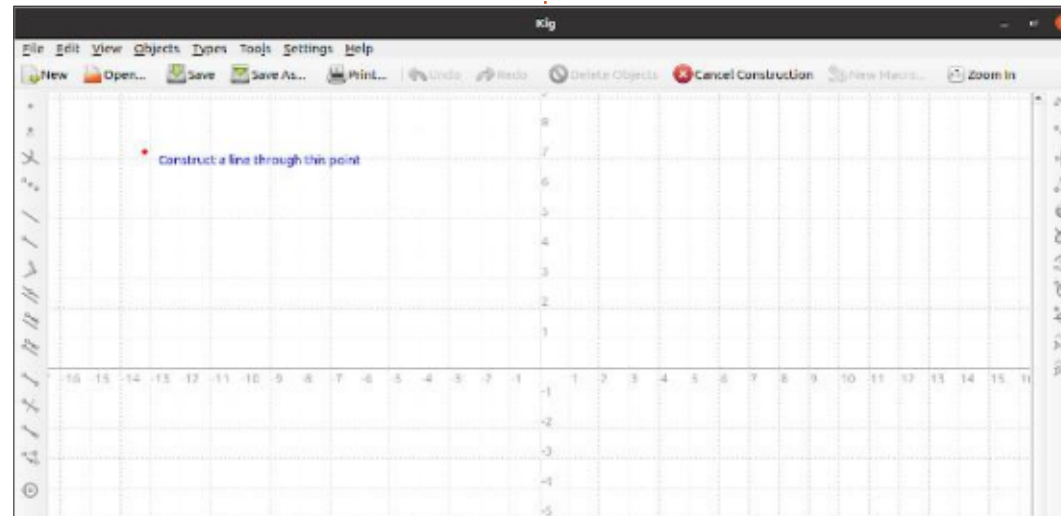 Kig
File Edit View Objects Types Tools Settings Help
New Open... Save Save As... Print... Undo Redo Delete Objects Cancel Construction New Macro... Zoom In
8
Construct a line through this point
7
6
5
4
3
2
1
-16 -15 -14 -13 -12 -11 -10 -9 -8 -7 -6 -5 -4 -3 -2 -1 1 2 3 4 5 6 7 8 9 10 11 12 13 14 15
-1
-2
-3
-4
-5